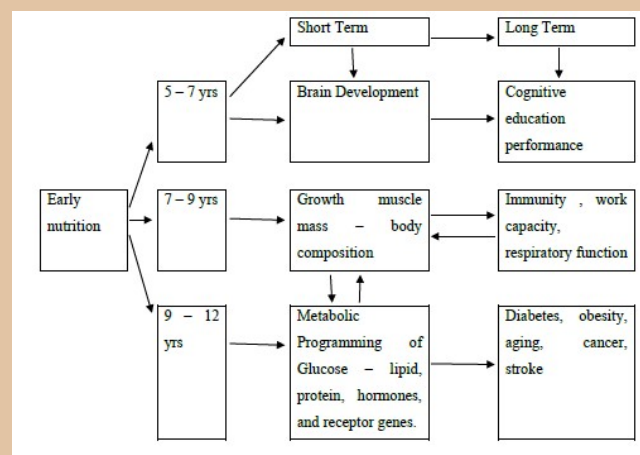 Short Term
Long Term
5 – 7 yrs
Brain Development
Cognitive
education
performance
Early
nutrition
7 – 9 yrs
Growth muscle
mass – body
composition
Immunity , work
capacity,
respiratory function
9 – 12
yrs
Metabolic
Programming of
Glucose – lipid,
protein, hormones,
and receptor genes.
Diabetes, obesity,
aging, cancer,
stroke